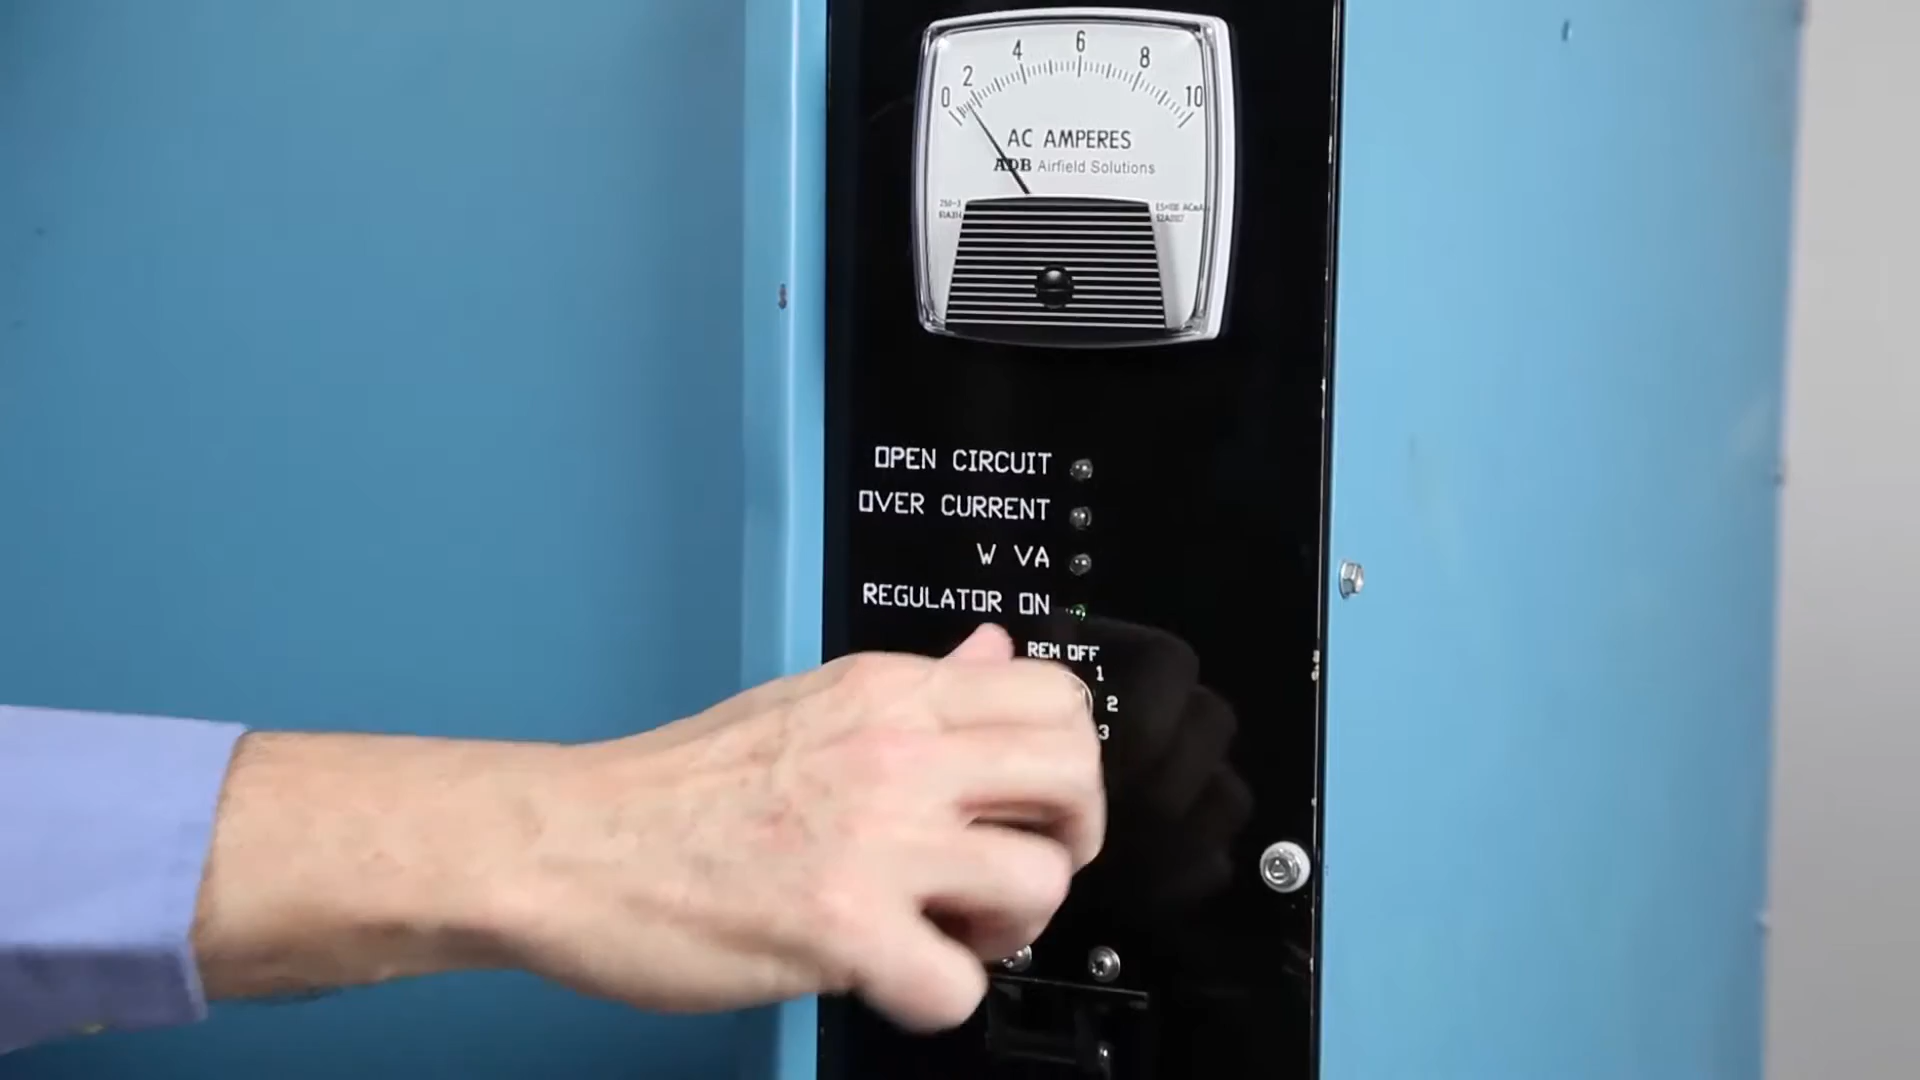 0 2 4 6 8 10
AC AMPERES
ADB Airfield Solutions
OPEN CIRCUIT
OVER CURRENT
W VA
REGULATOR ON
REM OFF
1
2
3